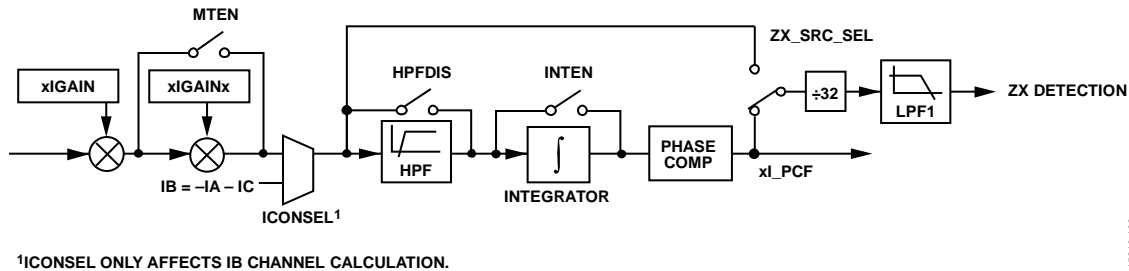 MTEN
ZX_SRC_SEL
xIGAIN
xIGAINx
HPFDIS
INTEN
÷32
LPF1
ZX DETECTION
HPF
∫
INTEGRATOR
PHASE
COMP
xI_PCF
IB = –IA – IC
ICONSEL¹
¹ICONSEL ONLY AFFECTS IB CHANNEL CALCULATION.